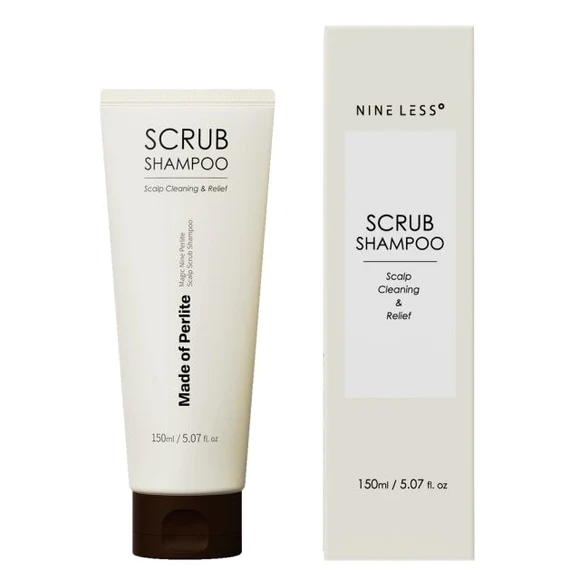 SCRUB
SHAMPOO
Scalp Cleaning & Relief
Made of Perlite
Magic Nine Perlite
Scalp Scrub Shampoo
150ml / 5.07 fl. oz
NINE LESS
SCRUB
SHAMPOO
Scalp
Cleaning
&
Relief
150ml / 5.07 fl. oz